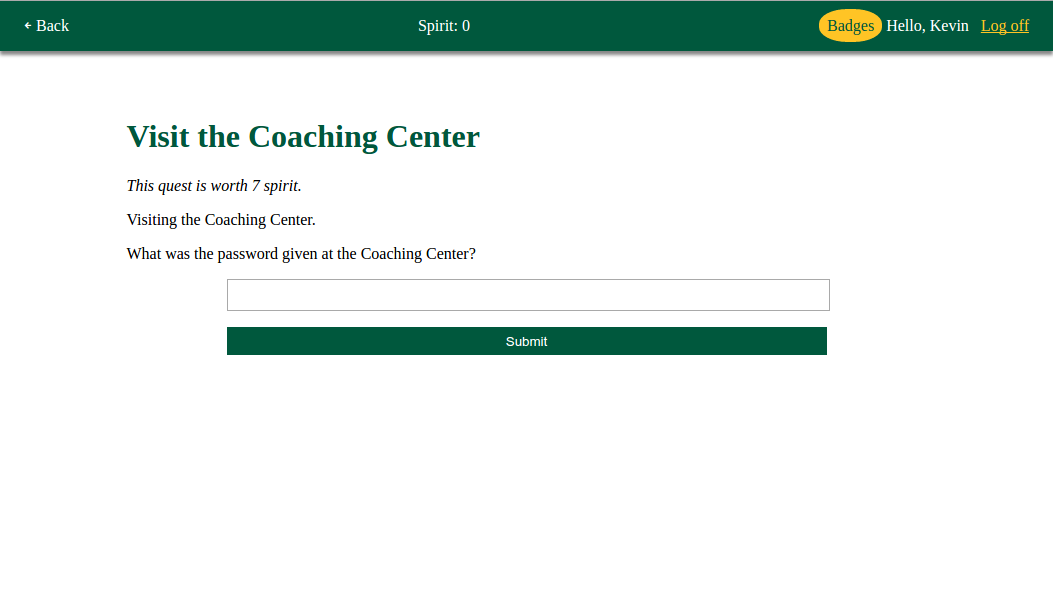 Back Spirit: 0 Badges Hello, Kevin Log off
Visit the Coaching Center
This quest is worth 7 spirit.
Visiting the Coaching Center.
What was the password given at the Coaching Center?
Submit